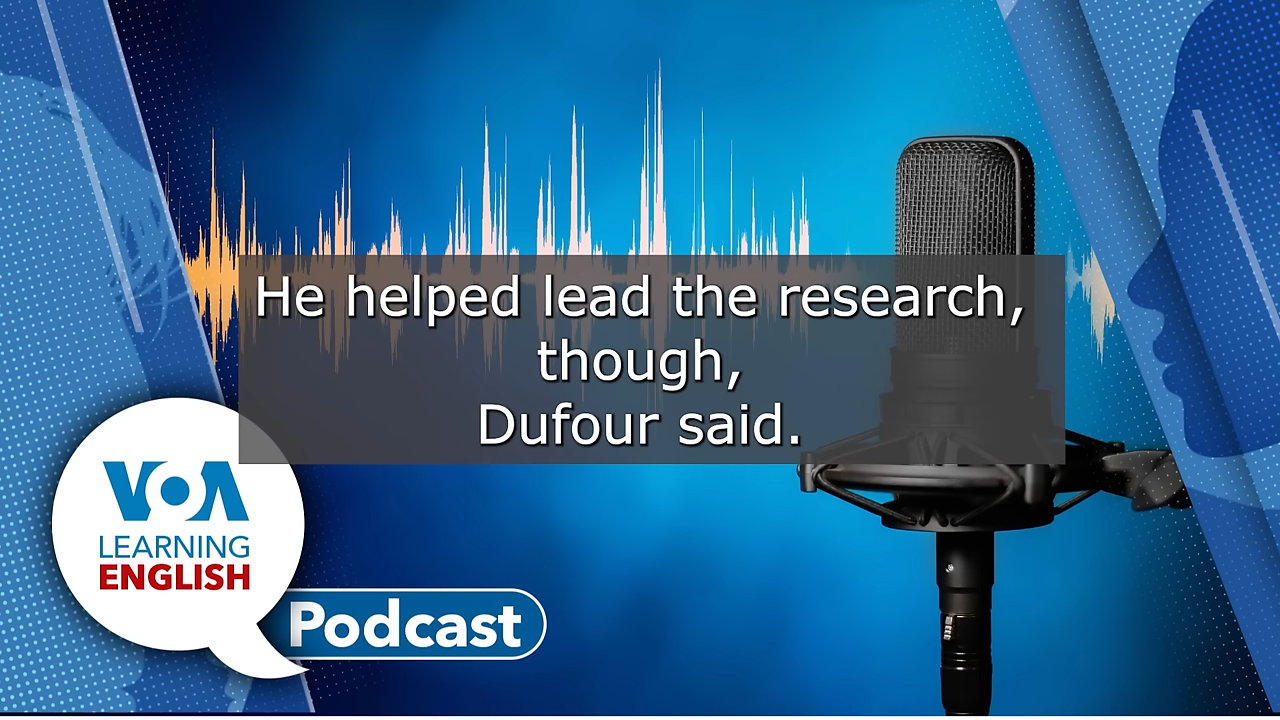 He helped lead the research,
though,
Dufour said.
VOA
LEARNING
ENGLISH
Podcast